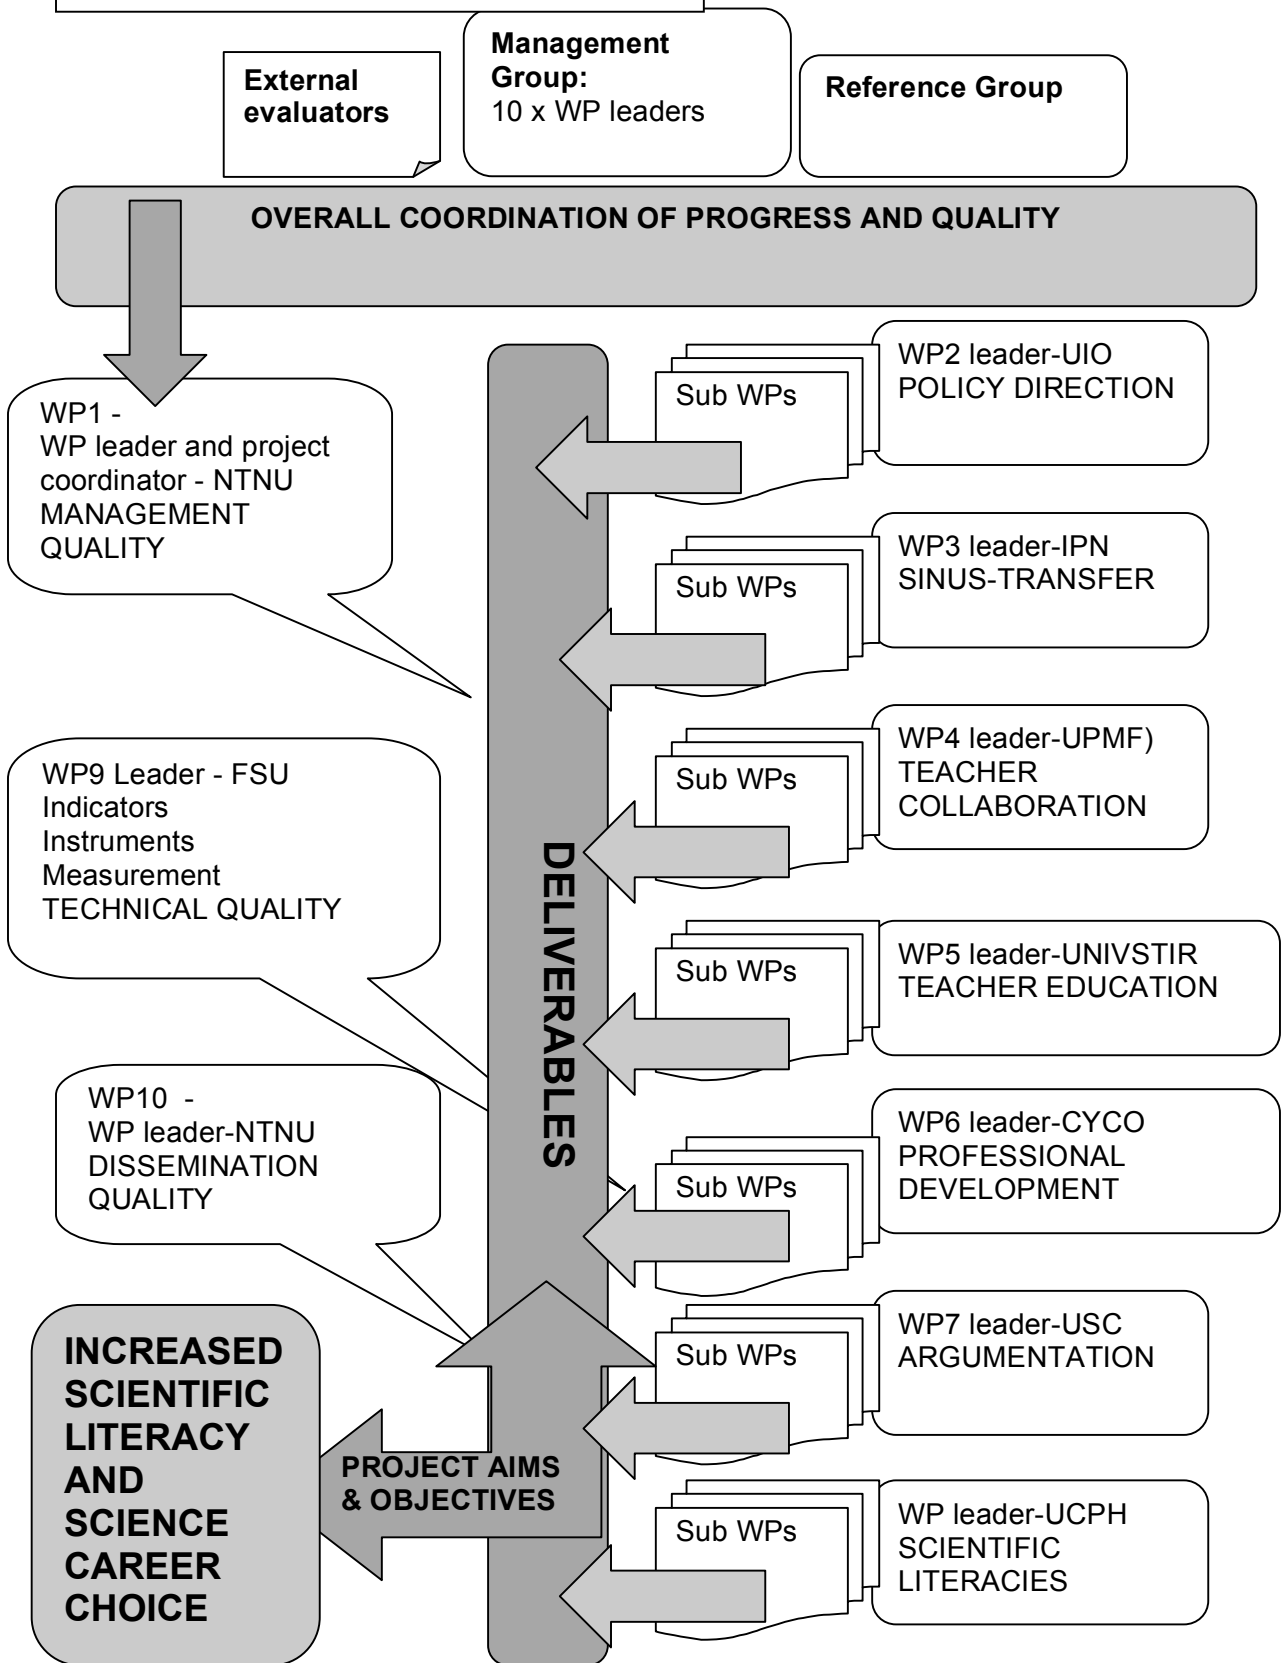 External
evaluators
Management
Group:
10 x WP leaders
Reference Group
OVERALL COORDINATION OF PROGRESS AND QUALITY
WP1 -
WP leader and project
coordinator - NTNU
MANAGEMENT
QUALITY
WP9 Leader - FSU
Indicators
Instruments
Measurement
TECHNICAL QUALITY
WP10 -
WP leader-NTNU
DISSEMINATION
QUALITY
INCREASED
SCIENTIFIC
LITERACY
AND
SCIENCE
CAREER
CHOICE
PROJECT AIMS
& OBJECTIVES
DELIVERABLES
Sub WPs
WP2 leader-UIO
POLICY DIRECTION
Sub WPs
WP3 leader-IPN
SINUS-TRANSFER
Sub WPs
WP4 leader-UPMF)
TEACHER
COLLABORATION
Sub WPs
WP5 leader-UNIVSTIR
TEACHER EDUCATION
Sub WPs
WP6 leader-CYCO
PROFESSIONAL
DEVELOPMENT
Sub WPs
WP7 leader-USC
ARGUMENTATION
Sub WPs
WP leader-UCPH
SCIENTIFIC
LITERACIES